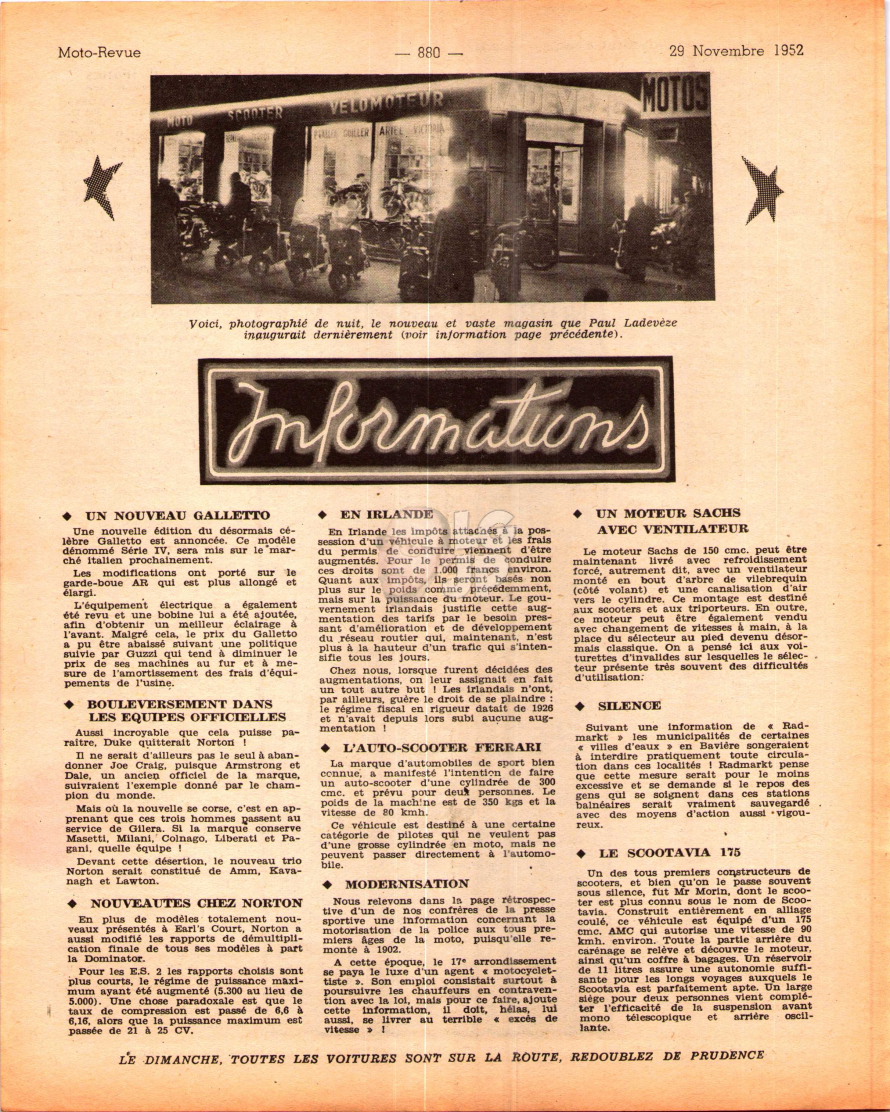 Moto-Revue
— 880 —
29 Novembre 1952
MOTO
SCOOTER
VELOMOTEUR
LADEVÈZE
MOTOS
Voici, photographié de nuit, le nouveau et vaste magasin que Paul Ladevèze
inaugurait dernièrement (voir information page précédente).
Informations
◆ UN NOUVEAU GALLETTO
Une nouvelle édition du désormais cé-
lèbre Galletto est annoncée. Ce modèle
dénommé Série IV, sera mis sur le mar-
ché italien prochainement.
Les modifications ont porté sur le
garde-boue AR qui est plus allongé et
élargi.
L'équipement électrique a également
été revu et une bobine lui a été ajoutée,
afin d'obtenir un meilleur éclairage à
l'avant. Malgré cela, le prix du Galletto
a pu être abaissé suivant une politique
suivie par Guzzi qui tend à diminuer le
prix de ses machines au fur et à me-
sure de l'amortissement des frais d'équi-
pements de l'usine.
◆ BOULEVERSEMENT DANS
LES EQUIPES OFFICIELLES
Aussi incroyable que cela puisse pa-
raître, Duke quitterait Norton !
Il ne serait d'ailleurs pas le seul à aban-
donner Joe Craig, puisque Armstrong et
Dale, un ancien officiel de la marque,
suivraient l'exemple donné par le cham-
pion du monde.
Mais où la nouvelle se corse, c'est en ap-
prenant que ces trois hommes passent au
service de Gilera. Si la marque conserve
Masetti, Milani, Colnago, Liberati et Pa-
gani, quelle équipe !
Devant cette désertion, le nouveau trio
Norton serait constitué de Amm, Kava-
nagh et Lawton.
◆ NOUVEAUTES CHEZ NORTON
En plus de modèles totalement nou-
veaux présentés à Earl's Court, Norton a
aussi modifié les rapports de démultipli-
cation finale de tous ses modèles à part
la Dominator.
Pour les E.S. 2 les rapports choisis sont
plus courts, le régime de puissance maxi-
mum ayant été augmenté (5.300 au lieu de
5.000). Une chose paradoxale est que le
taux de compression est passé de 6,6 à
6,16, alors que la puissance maximum est
passée de 21 à 25 CV.
◆ EN IRLANDE
En Irlande les impôts attachés à la pos-
session d'un véhicule à moteur et les frais
du permis de conduire viennent d'être
augmentés. Pour le permis de conduire
ces droits sont de 1.000 francs environ.
Quant aux impôts, ils seront basés non
plus sur le poids comme précédemment,
mais sur la puissance du moteur. Le gou-
vernement irlandais justifie cette aug-
mentation des tarifs par le besoin pres-
sant d'amélioration et de développement
du réseau routier qui, maintenant, n'est
plus à la hauteur d'un trafic qui s'inten-
sifie tous les jours.
Chez nous, lorsque furent décidées des
augmentations, on leur assignait en fait
un tout autre but ! Les irlandais n'ont,
par ailleurs, guère le droit de se plaindre :
le régime fiscal en rigueur datait de 1926
et n'avait depuis lors subi aucune aug-
mentation !
◆ L'AUTO-SCOOTER FERRARI
La marque d'automobiles de sport bien
connue, a manifesté l'intention de faire
un auto-scooter d'une cylindrée de 300
cmc. et prévu pour deux personnes. Le
poids de la machine est de 350 kgs et la
vitesse de 80 kmh.
Ce véhicule est destiné à une certaine
catégorie de pilotes qui ne veulent pas
d'une grosse cylindrée en moto, mais ne
peuvent passer directement à l'automo-
bile.
◆ MODERNISATION
Nous relevons dans la page rétrospec-
tive d'un de nos confrères de la presse
sportive une information concernant la
motorisation de la police aux tous pre-
miers âges de la moto, puisqu'elle re-
monte à 1902.
A cette époque, le 17e arrondissement
se paya le luxe d'un agent « motocyclet-
tiste ». Son emploi consistait surtout à
poursuivre les chauffeurs en contraven-
tion avec la loi, mais pour ce faire, ajoute
cette information, il doit, hélas, lui
aussi, se livrer au terrible « excès de
vitesse » !
◆ UN MOTEUR SACHS
AVEC VENTILATEUR
Le moteur Sachs de 150 cmc. peut être
maintenant livré avec refroidissement
forcé, autrement dit, avec un ventilateur
monté en bout d'arbre de vilebrequin
(côté volant) et une canalisation d'air
vers le cylindre. Ce montage est destiné
aux scooters et aux triporteurs. En outre,
ce moteur peut être également vendu
avec changement de vitesses à main, à la
place du sélecteur au pied devenu désor-
mais classique. On a pensé ici aux voi-
turettes d'invalides sur lesquelles le sélec-
teur présente très souvent des difficultés
d'utilisation.
◆ SILENCE
Suivant une information de « Rad-
markt » les municipalités de certaines
« villes d'eaux » en Bavière songeraient
à interdire pratiquement toute circula-
tion dans ces localités ! Radmarkt pense
que cette mesure serait pour le moins
excessive et se demande si le repos des
gens qui se soignent dans ces stations
balnéaires serait vraiment sauvegardé
avec des moyens d'action aussi vigou-
reux.
◆ LE SCOOTAVIA 175
Un des tous premiers constructeurs de
scooters, et bien qu'on le passe souvent
sous silence, fut Mr Morin, dont le scoo-
ter est plus connu sous le nom de Scoo-
tavia. Construit entièrement en alliage
coulé, ce véhicule est équipé d'un 175
cmc. AMC qui autorise une vitesse de 90
kmh. environ. Toute la partie arrière du
carénage se relève et découvre le moteur,
ainsi qu'un coffre à bagages. Un réservoir
de 11 litres assure une autonomie suffi-
sante pour les longs voyages auxquels le
Scootavia est parfaitement apte. Un large
siège pour deux personnes vient complé-
ter l'efficacité de la suspension avant
mono télescopique et arrière oscil-
lante.
LE DIMANCHE, TOUTES LES VOITURES SONT SUR LA ROUTE, REDOUBLEZ DE PRUDENCE